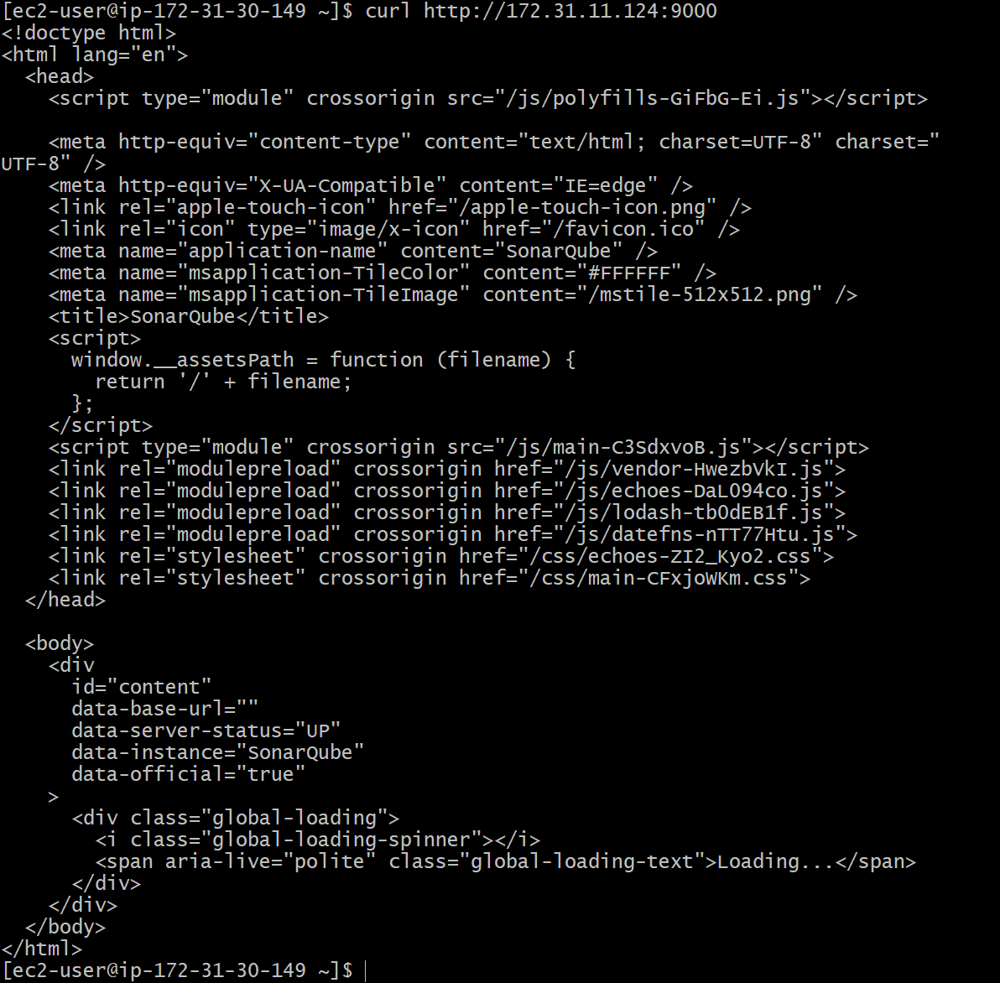 [ec2-user@ip-172-31-30-149 ~]$ curl http://172.31.11.124:9000
<!doctype html>
<html lang="en">
  <head>
    <script type="module" crossorigin src="/js/polyfills-GiFbG-Ei.js"></script>

    <meta http-equiv="content-type" content="text/html; charset=UTF-8" charset="
UTF-8" />
    <meta http-equiv="X-UA-Compatible" content="IE=edge" />
    <link rel="apple-touch-icon" href="/apple-touch-icon.png" />
    <link rel="icon" type="image/x-icon" href="/favicon.ico" />
    <meta name="application-name" content="SonarQube" />
    <meta name="msapplication-TileColor" content="#FFFFFF" />
    <meta name="msapplication-TileImage" content="/mstile-512x512.png" />
    <title>SonarQube</title>
    <script>
      window.__assetsPath = function (filename) {
        return '/' + filename;
      };
    </script>
    <script type="module" crossorigin src="/js/main-C3SdxvoB.js"></script>
    <link rel="modulepreload" crossorigin href="/js/vendor-HwezbVkI.js">
    <link rel="modulepreload" crossorigin href="/js/echoes-DaLO94co.js">
    <link rel="modulepreload" crossorigin href="/js/lodash-tbOdEB1f.js">
    <link rel="modulepreload" crossorigin href="/js/datefns-nTT77Htu.js">
    <link rel="stylesheet" crossorigin href="/css/echoes-ZI2_Kyo2.css">
    <link rel="stylesheet" crossorigin href="/css/main-CFxjoWKm.css">
  </head>

  <body>
    <div
      id="content"
      data-base-url=""
      data-server-status="UP"
      data-instance="SonarQube"
      data-official="true"
    >
      <div class="global-loading">
        <i class="global-loading-spinner"></i>
        <span aria-live="polite" class="global-loading-text">Loading...</span>
      </div>
    </div>
  </body>
</html>
[ec2-user@ip-172-31-30-149 ~]$